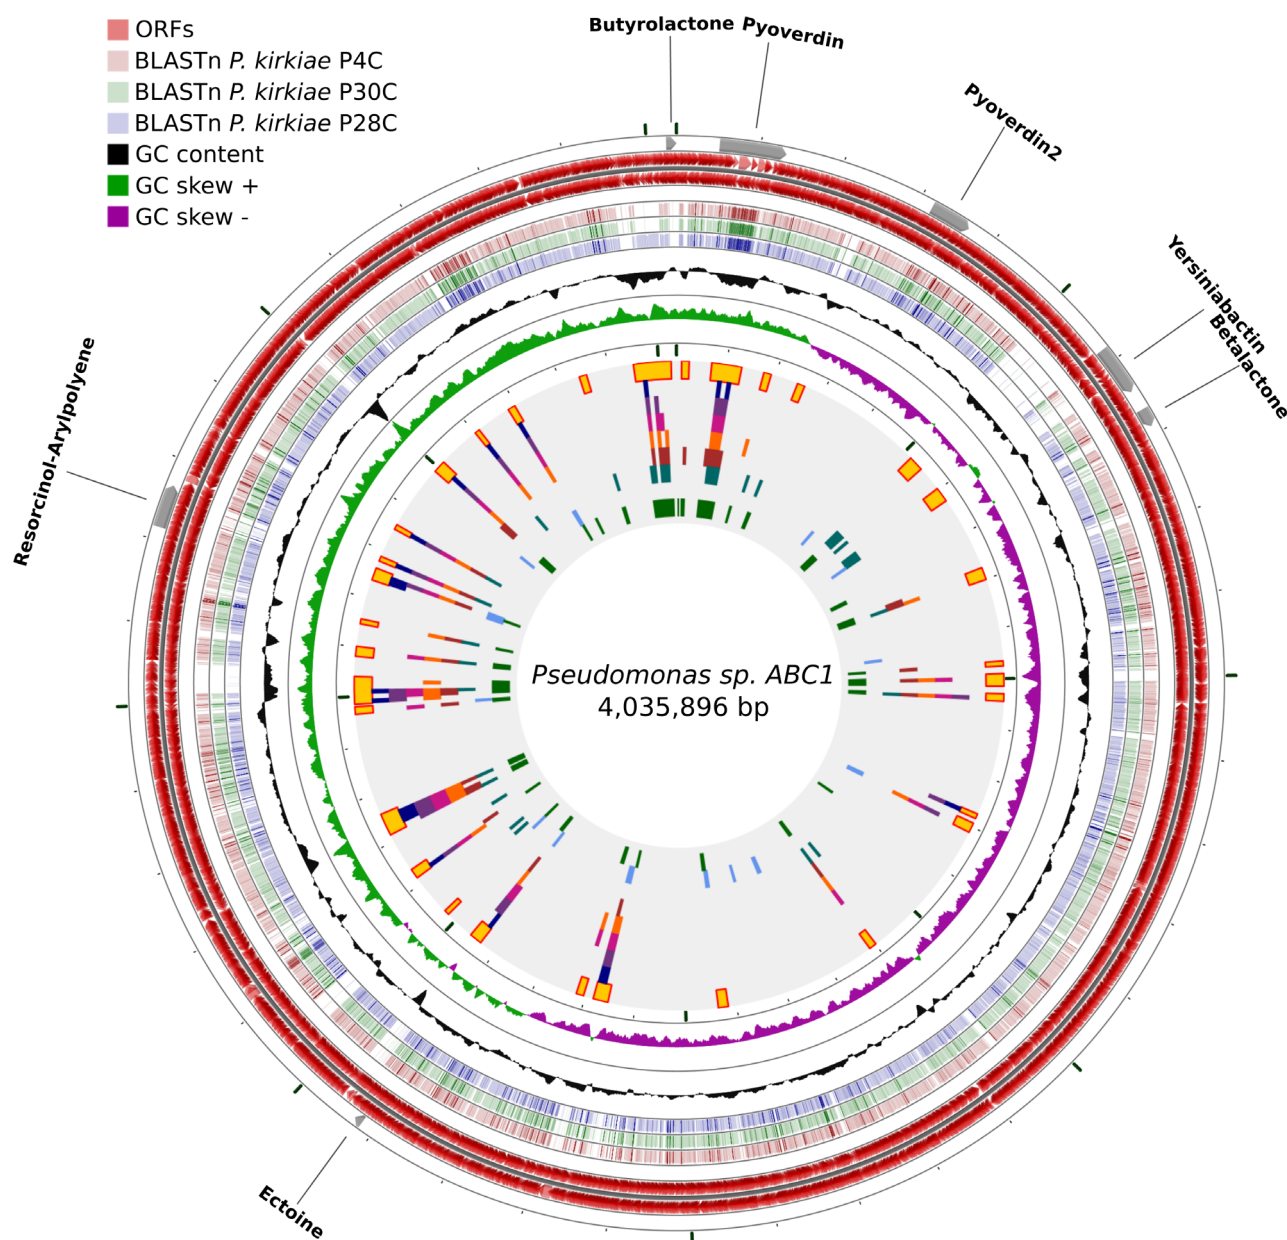 ORFs
BLASTn P. kirkiae P4C
BLASTn P. kirkiae P30C
BLASTn P. kirkiae P28C
GC content
GC skew +
GC skew -
Butyrolactone
Pyoverdin
Pyoverdin2
Yersiniabactin
Betalactone
Resorcinol-Arylpolyene
Pseudomonas sp. ABC1
4,035,896 bp
Ectoine